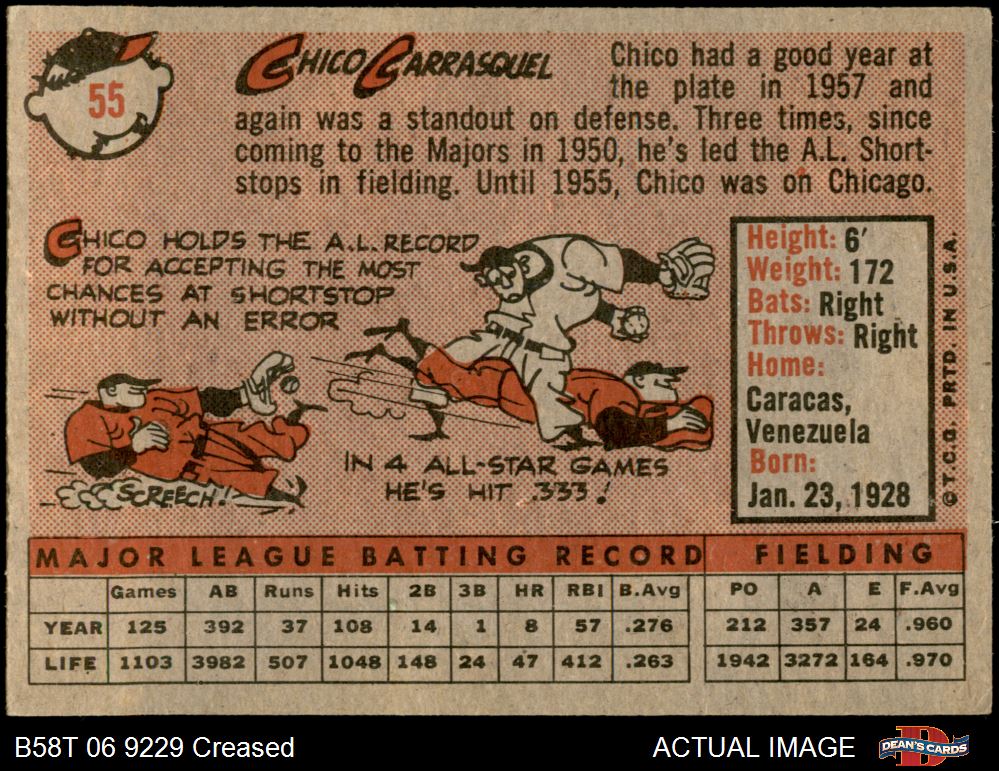 55
CHICO CARRASQUEL
Chico had a good year at
the plate in 1957 and
again was a standout on defense. Three times, since
coming to the Majors in 1950, he's led the A.L. Short-
stops in fielding. Until 1955, Chico was on Chicago.
CHICO HOLDS THE A.L. RECORD
FOR ACCEPTING THE MOST
CHANCES AT SHORTSTOP
WITHOUT AN ERROR
SCREECH!
IN 4 ALL-STAR GAMES
HE'S HIT .333!
Height: 6'
Weight: 172
Bats: Right
Throws: Right
Home:
Caracas,
Venezuela
Born:
Jan. 23, 1928
© T.C.G. PRTD. IN U.S.A.
MAJOR LEAGUE BATTING RECORD FIELDING
Games AB Runs Hits 2B 3B HR RBI B.Avg PO A E F.Avg
YEAR 125 392 37 108 14 1 8 57 .276 212 357 24 .960
LIFE 1103 3982 507 1048 148 24 47 412 .263 1942 3272 164 .970
B58T 06 9229 Creased
ACTUAL IMAGE
DEAN'S CARDS